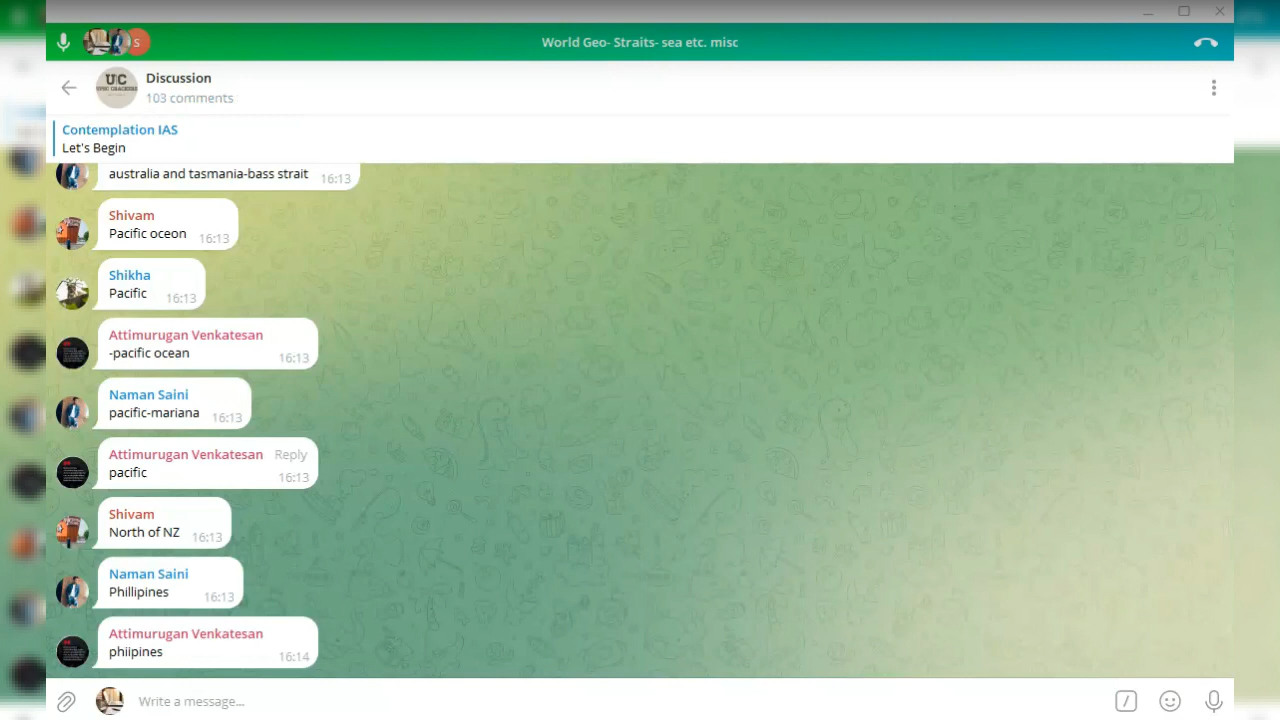 S
World Geo- Straits- sea etc. misc
UC
UPSC CRACKERS
Discussion
103 comments
Contemplation IAS
Let's Begin
australia and tasmania-bass strait 16:13
Shivam
Pacific oceon 16:13
Shikha
Pacific 16:13
Attimurugan Venkatesan
-pacific ocean 16:13
Naman Saini
pacific-mariana 16:13
Attimurugan Venkatesan Reply
pacific 16:13
Shivam
North of NZ 16:13
Naman Saini
Phillipines 16:13
Attimurugan Venkatesan
phiipines 16:14
Write a message...